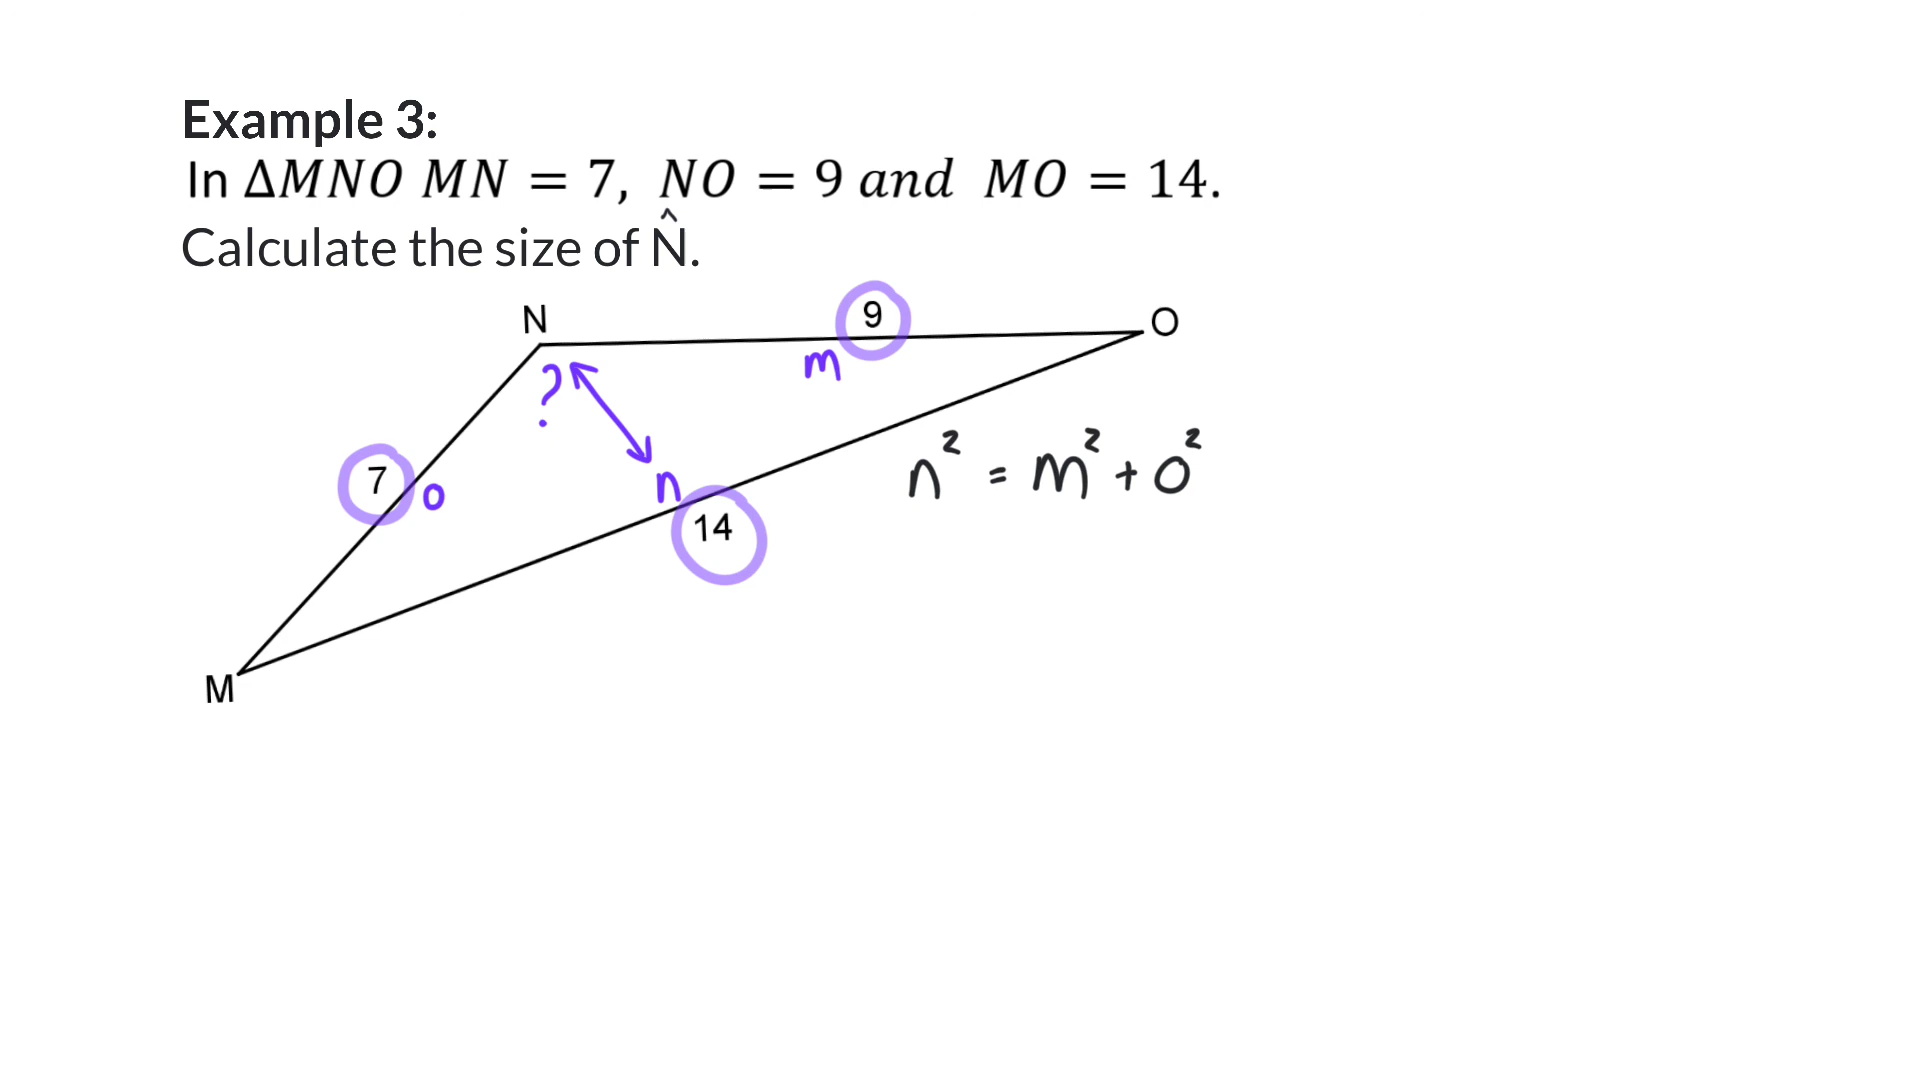 Example 3:
In ΔMNO MN = 7, NO = 9 and MO = 14.
Calculate the size of N̂.
N
9
O
m
?
7
o
n
14
n² = m² + o²
M